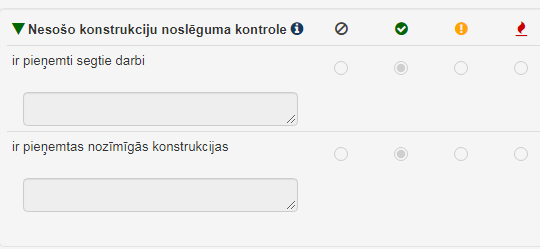 Nesošo konstrukciju noslēguma kontrole
ir pieņemti segtie darbi
ir pieņemtas nozīmīgās konstrukcijas